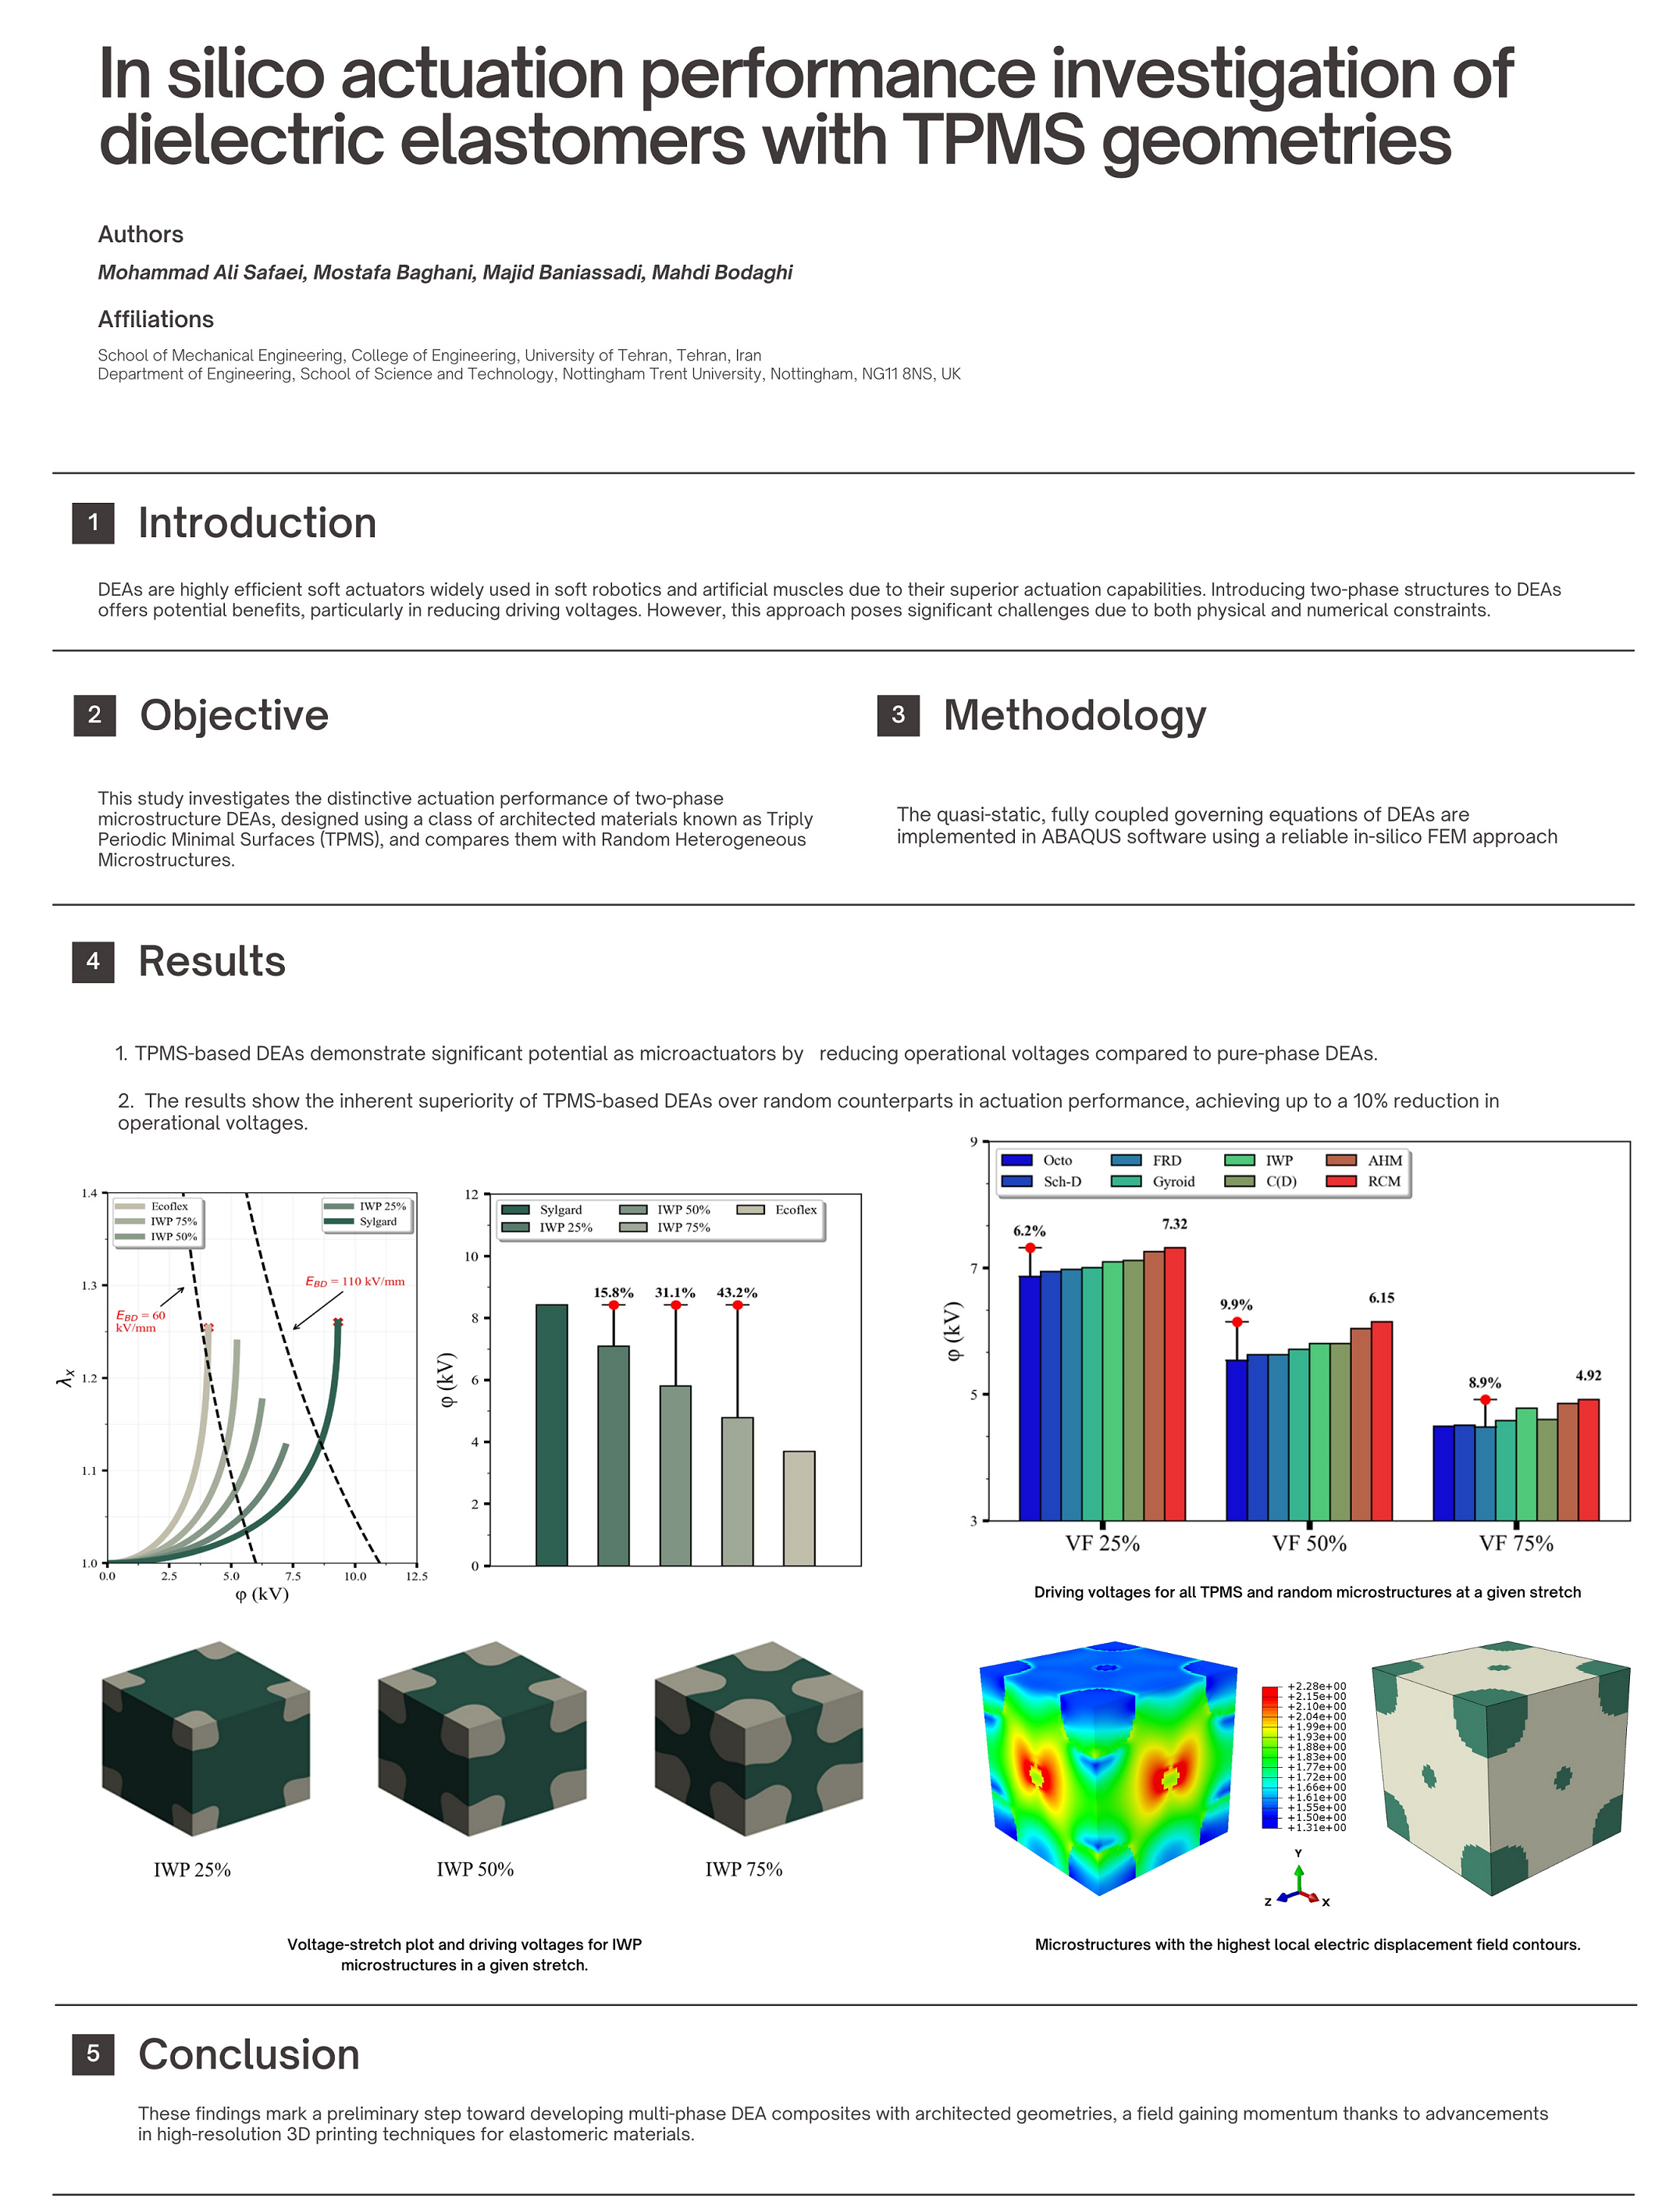 In silico actuation performance investigation of
dielectric elastomers with TPMS geometries
Authors
Mohammad Ali Safaei, Mostafa Baghani, Majid Baniassadi, Mahdi Bodaghi
Affiliations
School of Mechanical Engineering, College of Engineering, University of Tehran, Tehran, Iran
Department of Engineering, School of Science and Technology, Nottingham Trent University, Nottingham, NG11 8NS, UK
1 Introduction
DEAs are highly efficient soft actuators widely used in soft robotics and artificial muscles due to their superior actuation capabilities. Introducing two-phase structures to DEAs
offers potential benefits, particularly in reducing driving voltages. However, this approach poses significant challenges due to both physical and numerical constraints.
2 Objective
This study investigates the distinctive actuation performance of two-phase
microstructure DEAs, designed using a class of architected materials known as Triply
Periodic Minimal Surfaces (TPMS), and compares them with Random Heterogeneous
Microstructures.
3 Methodology
The quasi-static, fully coupled governing equations of DEAs are
implemented in ABAQUS software using a reliable in-silico FEM approach
4 Results
1. TPMS-based DEAs demonstrate significant potential as microactuators by reducing operational voltages compared to pure-phase DEAs.
2. The results show the inherent superiority of TPMS-based DEAs over random counterparts in actuation performance, achieving up to a 10% reduction in
operational voltages.
1.4
1.3
1.2
1.1
1.0
λx
Ecoflex
IWP 75%
IWP 50%
IWP 25%
Sylgard
EBD = 60
kV/mm
EBD = 110 kV/mm
0.0 2.5 5.0 7.5 10.0 12.5
φ (kV)
12
10
8
6
4
2
0
φ (kV)
Sylgard IWP 50% Ecoflex
IWP 25% IWP 75%
15.8% 31.1% 43.2%
9
7
5
3
φ (kV)
Octo FRD IWP AHM
Sch-D Gyroid C(D) RCM
6.2% 7.32
9.9% 6.15
8.9% 4.92
VF 25% VF 50% VF 75%
Driving voltages for all TPMS and random microstructures at a given stretch
IWP 25% IWP 50% IWP 75%
Voltage-stretch plot and driving voltages for IWP
microstructures in a given stretch.
+2.28e+00
+2.15e+00
+2.10e+00
+2.04e+00
+1.99e+00
+1.93e+00
+1.88e+00
+1.83e+00
+1.77e+00
+1.72e+00
+1.66e+00
+1.61e+00
+1.55e+00
+1.50e+00
+1.31e+00
Y
Z X
Microstructures with the highest local electric displacement field contours.
5 Conclusion
These findings mark a preliminary step toward developing multi-phase DEA composites with architected geometries, a field gaining momentum thanks to advancements
in high-resolution 3D printing techniques for elastomeric materials.